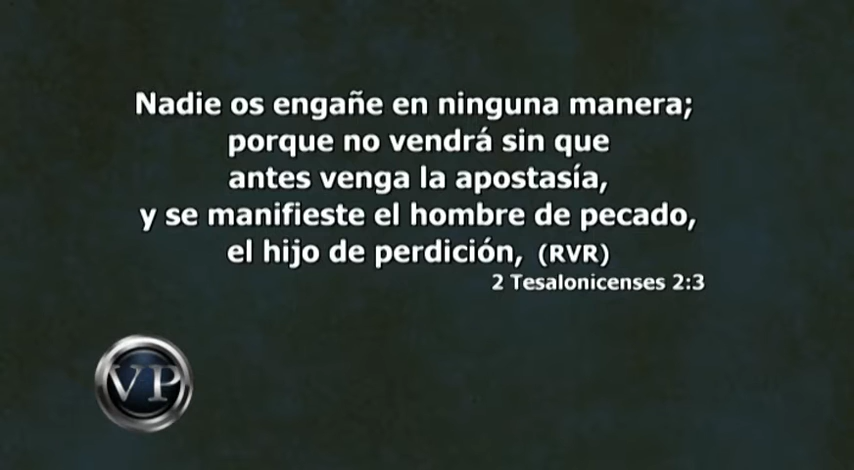 Nadie os engañe en ninguna manera;
porque no vendrá sin que
antes venga la apostasía,
y se manifieste el hombre de pecado,
el hijo de perdición, (RVR)
2 Tesalonicenses 2:3
VP